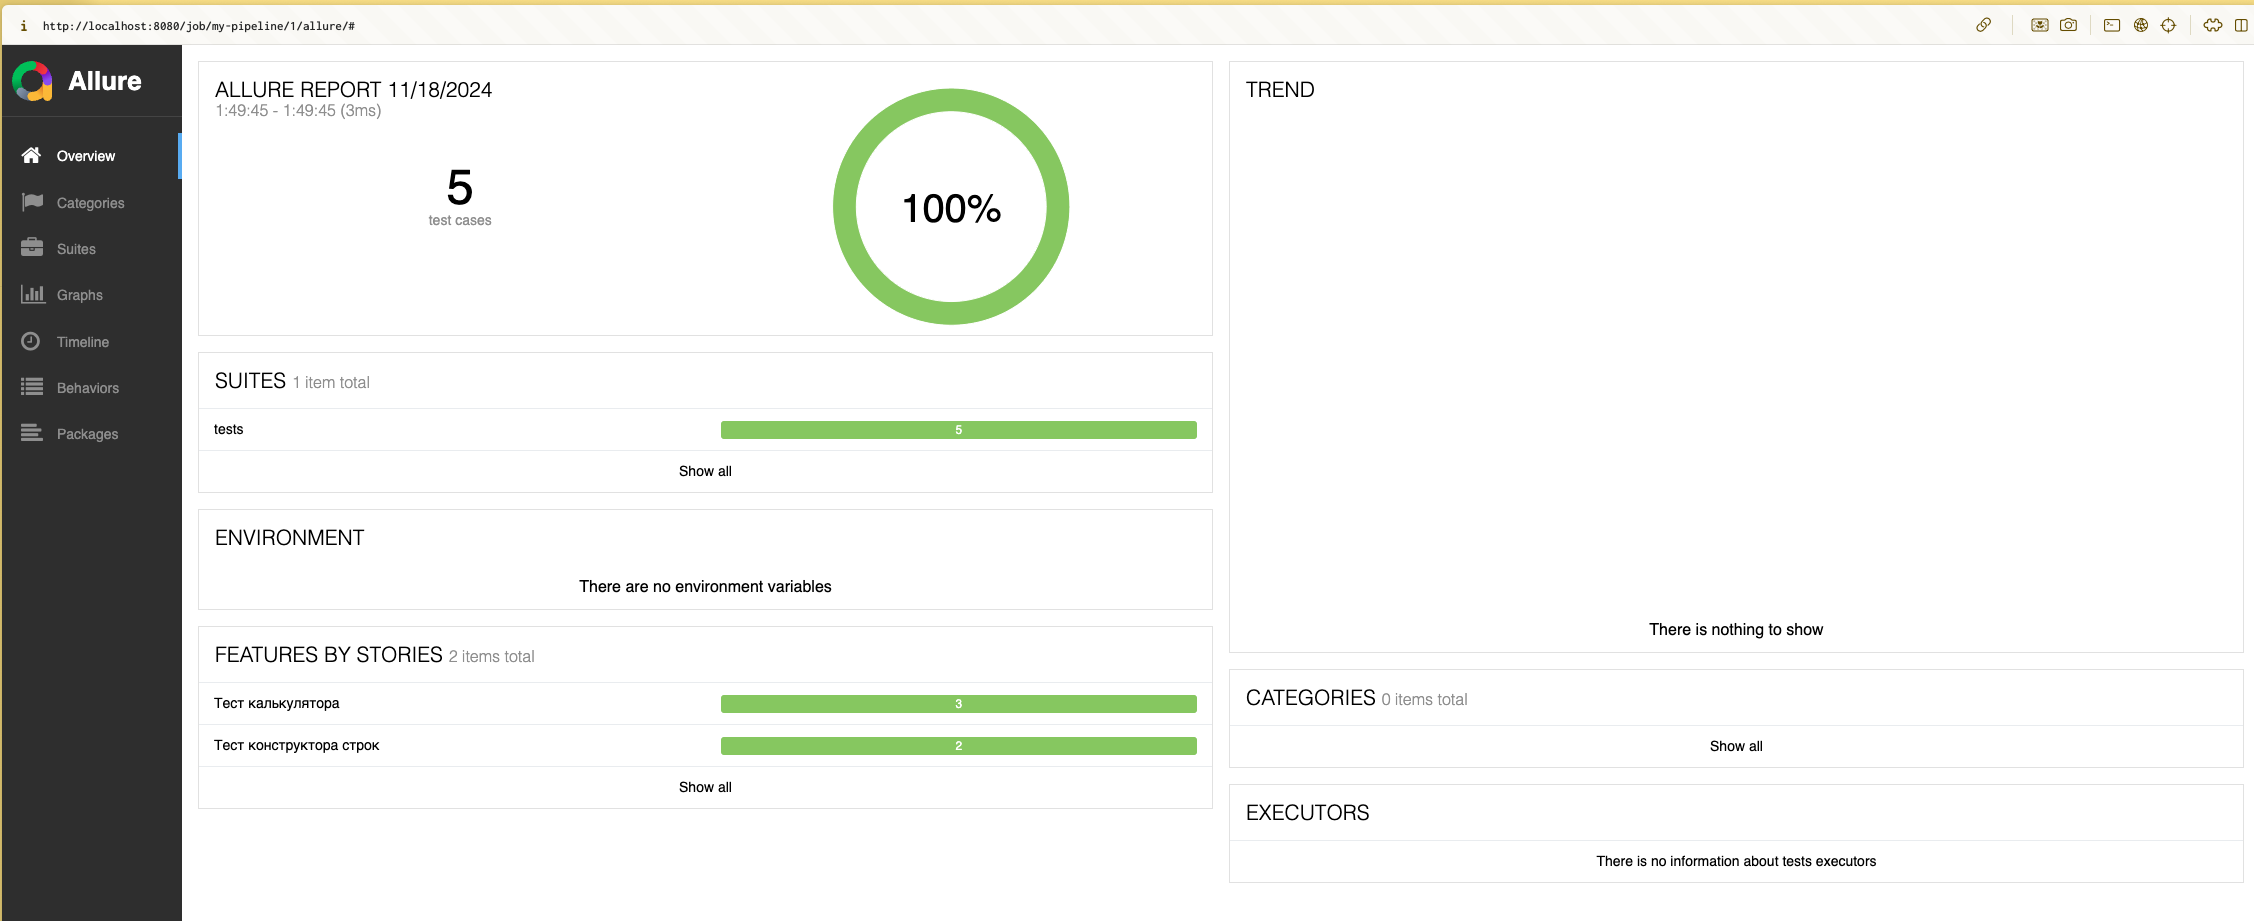 http://localhost:8080/job/my-pipeline/1/allure/#
Allure
Overview
Categories
Suites
Graphs
Timeline
Behaviors
Packages
ALLURE REPORT 11/18/2024
1:49:45 - 1:49:45 (3ms)
5
test cases
100%
SUITES 1 item total
tests
5
Show all
ENVIRONMENT
There are no environment variables
FEATURES BY STORIES 2 items total
Тест калькулятора
3
Тест конструктора строк
2
Show all
TREND
There is nothing to show
CATEGORIES 0 items total
Show all
EXECUTORS
There is no information about tests executors